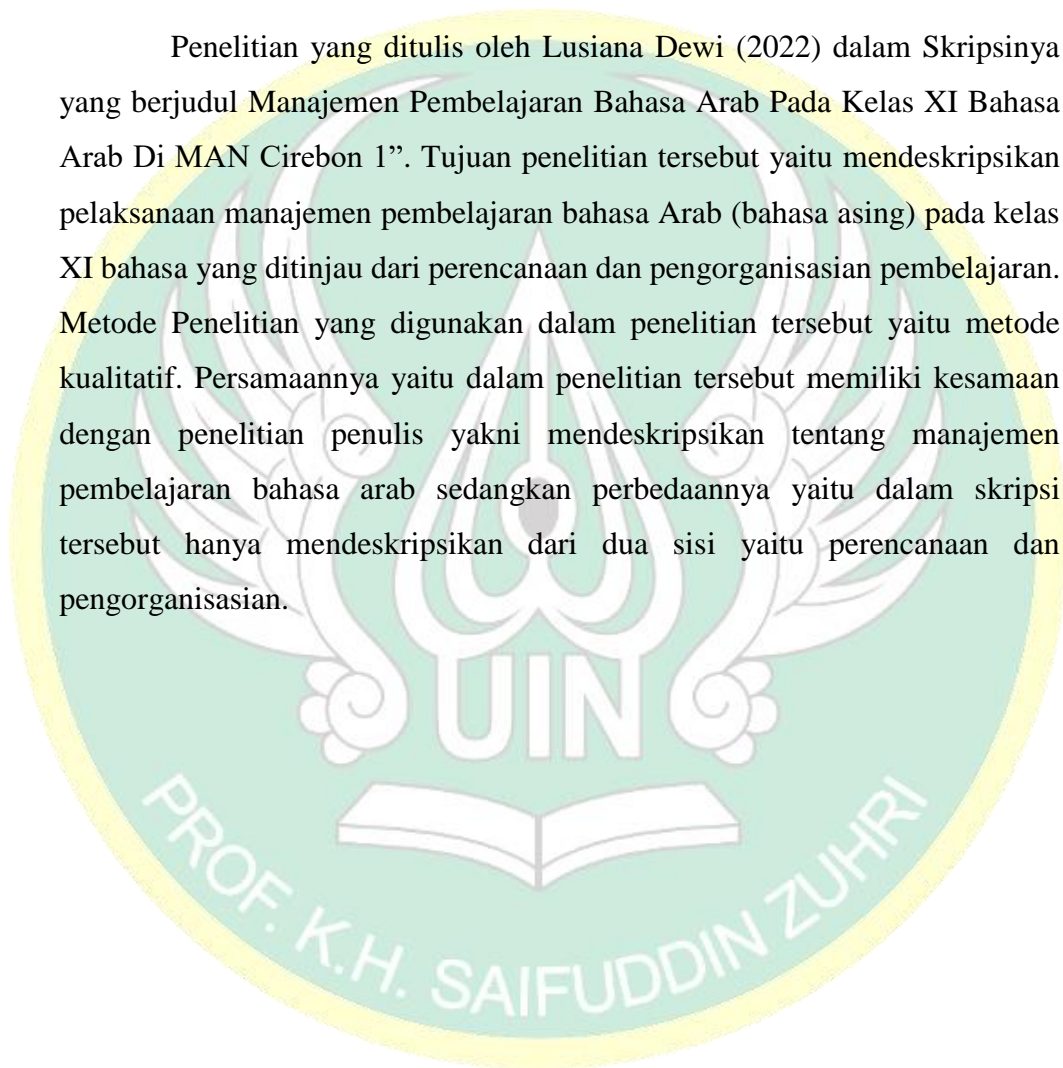 Penelitian yang ditulis oleh Lusiana Dewi (2022) dalam Skripsinya
yang berjudul Manajemen Pembelajaran Bahasa Arab Pada Kelas XI Bahasa
Arab Di MAN Cirebon 1”. Tujuan penelitian tersebut yaitu mendeskripsikan
pelaksanaan manajemen pembelajaran bahasa Arab (bahasa asing) pada kelas
XI bahasa yang ditinjau dari perencanaan dan pengorganisasian pembelajaran.
Metode Penelitian yang digunakan dalam penelitian tersebut yaitu metode
kualitatif. Persamaannya yaitu dalam penelitian tersebut memiliki kesamaan
dengan penelitian penulis yakni mendeskripsikan tentang manajemen
pembelajaran bahasa arab sedangkan perbedaannya yaitu dalam skripsi
tersebut hanya mendeskripsikan dari dua sisi yaitu perencanaan dan
pengorganisasian.
UIN
PROF. K.H. SAIFUDDIN ZUHRI